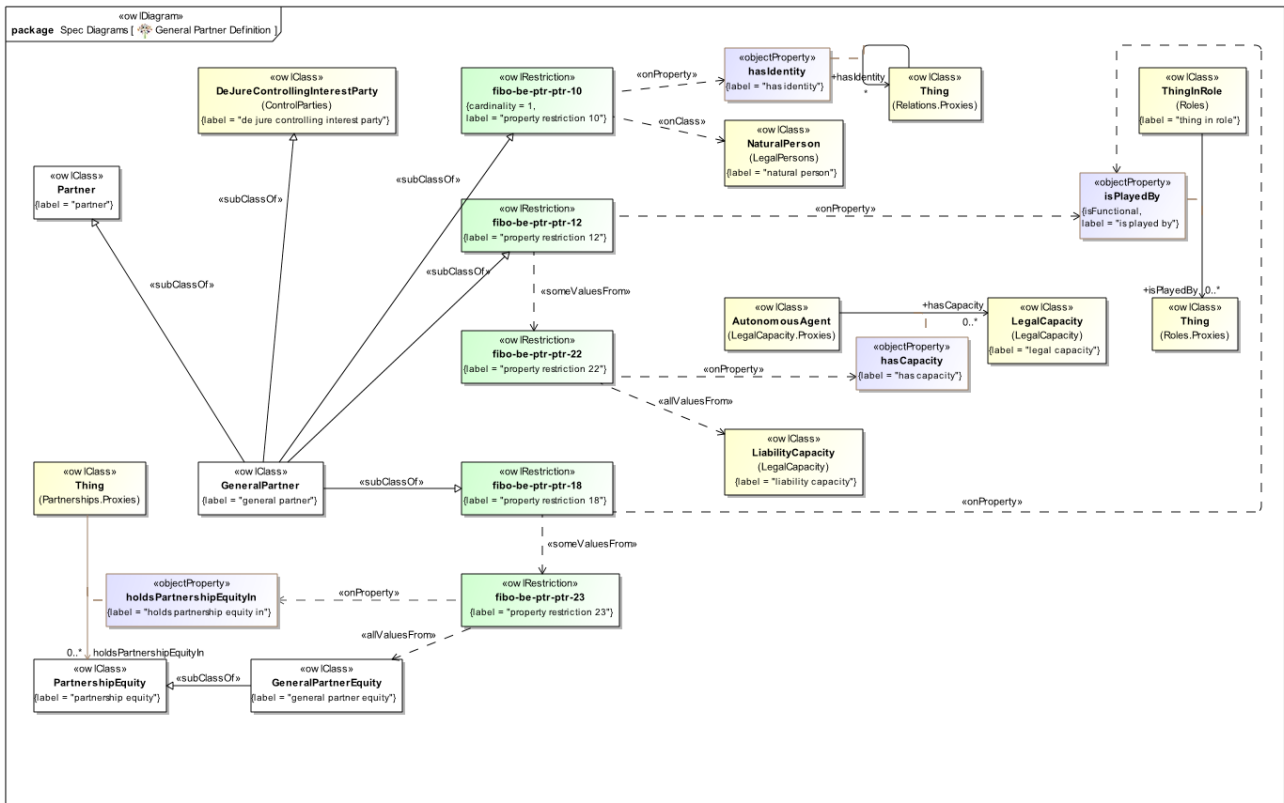 «owlDiagram»
package Spec Diagrams [ General Partner Definition ]
«owlClass»
DeJureControllingInterestParty
(ControlParties)
{label = "de jure controlling interest party"}
«owlRestriction»
fibo-be-ptr-ptr-10
{cardinality = 1,
label = "property restriction 10"}
«onProperty»
«objectProperty»
hasIdentity
{label = "has identity"}
+hasIdentity
*
«owlClass»
Thing
(Relations.Proxies)
«owlClass»
ThingInRole
(Roles)
{label = "thing in role"}
«onClass»
«owlClass»
NaturalPerson
(LegalPersons)
{label = "natural person"}
«owlClass»
Partner
{label = "partner"}
«subClassOf»
«subClassOf»
«owlRestriction»
fibo-be-ptr-ptr-12
{label = "property restriction 12"}
«onProperty»
«objectProperty»
isPlayedBy
{isFunctional,
label = "is played by"}
«subClassOf»
«subClassOf»
«someValuesFrom»
+isPlayedBy 0..*
«owlClass»
AutonomousAgent
(LegalCapacity.Proxies)
+hasCapacity
0..*
«owlClass»
LegalCapacity
(LegalCapacity)
{label = "legal capacity"}
«owlClass»
Thing
(Roles.Proxies)
«owlRestriction»
fibo-be-ptr-ptr-22
{label = "property restriction 22"}
«onProperty»
«objectProperty»
hasCapacity
{label = "has capacity"}
«allValuesFrom»
«owlClass»
LiabilityCapacity
(LegalCapacity)
{label = "liability capacity"}
«owlClass»
Thing
(Partnerships.Proxies)
«owlClass»
GeneralPartner
{label = "general partner"}
«subClassOf»
«owlRestriction»
fibo-be-ptr-ptr-18
{label = "property restriction 18"}
«onProperty»
«someValuesFrom»
«objectProperty»
holdsPartnershipEquityIn
{label = "holds partnership equity in"}
«onProperty»
«owlRestriction»
fibo-be-ptr-ptr-23
{label = "property restriction 23"}
«allValuesFrom»
0..* holdsPartnershipEquityIn
«owlClass»
PartnershipEquity
{label = "partnership equity"}
«subClassOf»
«owlClass»
GeneralPartnerEquity
{label = "general partner equity"}